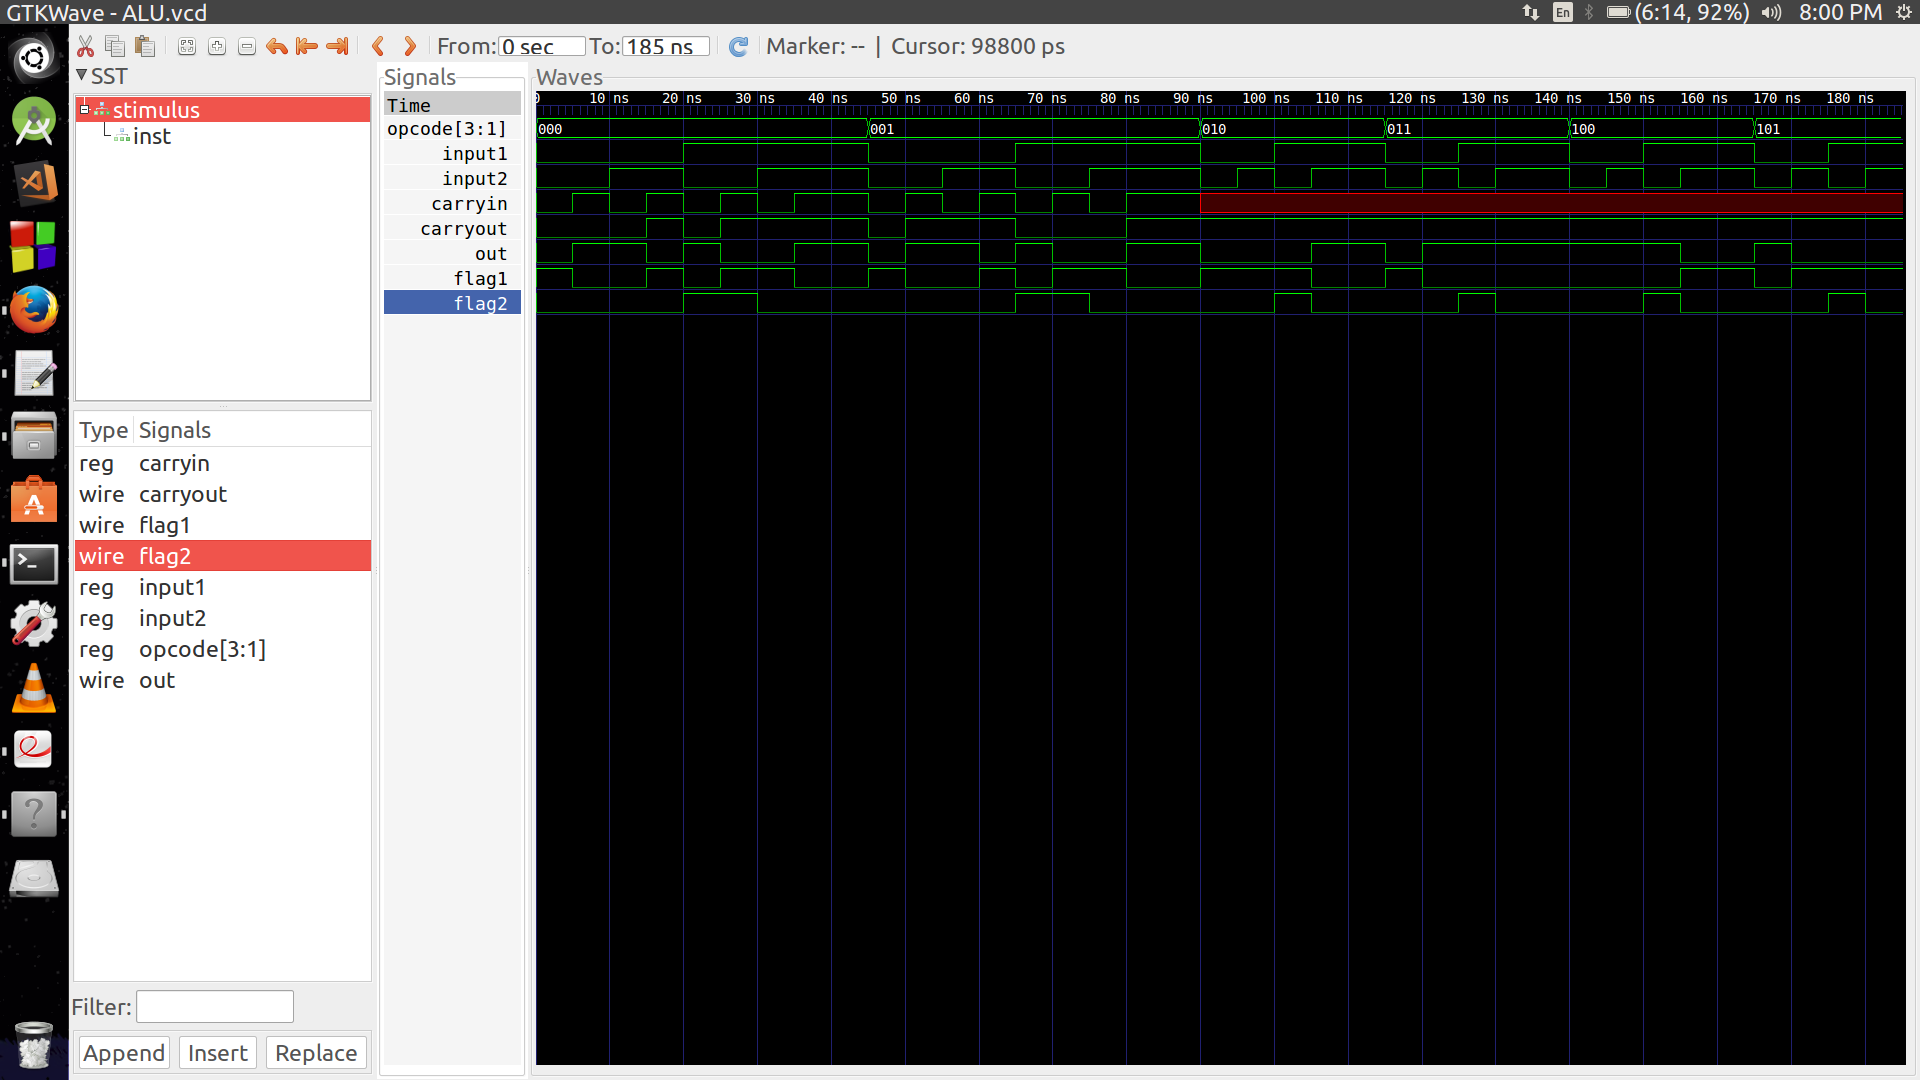 GTKWave - ALU.vcd
En (6:14, 92%) 8:00 PM
From: 0 sec To: 185 ns Marker: -- | Cursor: 98800 ps
SST
stimulus
inst
Type Signals
reg carryin
wire carryout
wire flag1
wire flag2
reg input1
reg input2
reg opcode[3:1]
wire out
Filter:
Append Insert Replace
Signals
Time
opcode[3:1]
input1
input2
carryin
carryout
out
flag1
flag2
Waves
0 10 ns 20 ns 30 ns 40 ns 50 ns 60 ns 70 ns 80 ns 90 ns 100 ns 110 ns 120 ns 130 ns 140 ns 150 ns 160 ns 170 ns 180 ns
000 001 010 011 100 101